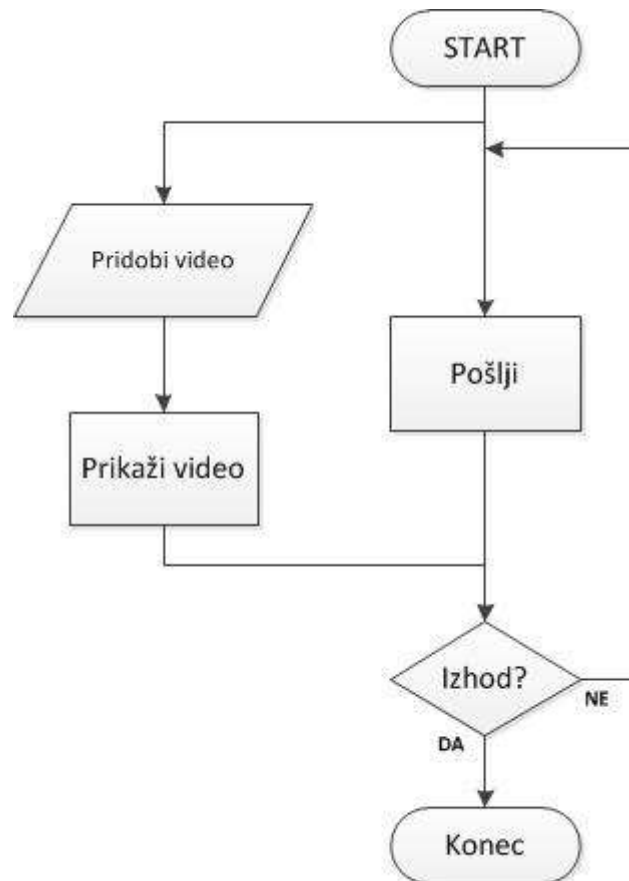 START
Pridobi video
Pošlji
Prikaži video
Izhod?
NE
DA
Konec